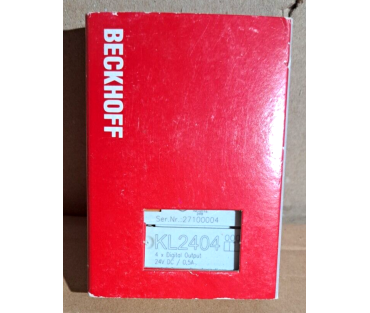 BECKHOFF
Ser.Nr.:27100004
KL2404
4 x Digital Output
24V DC / 0,5A